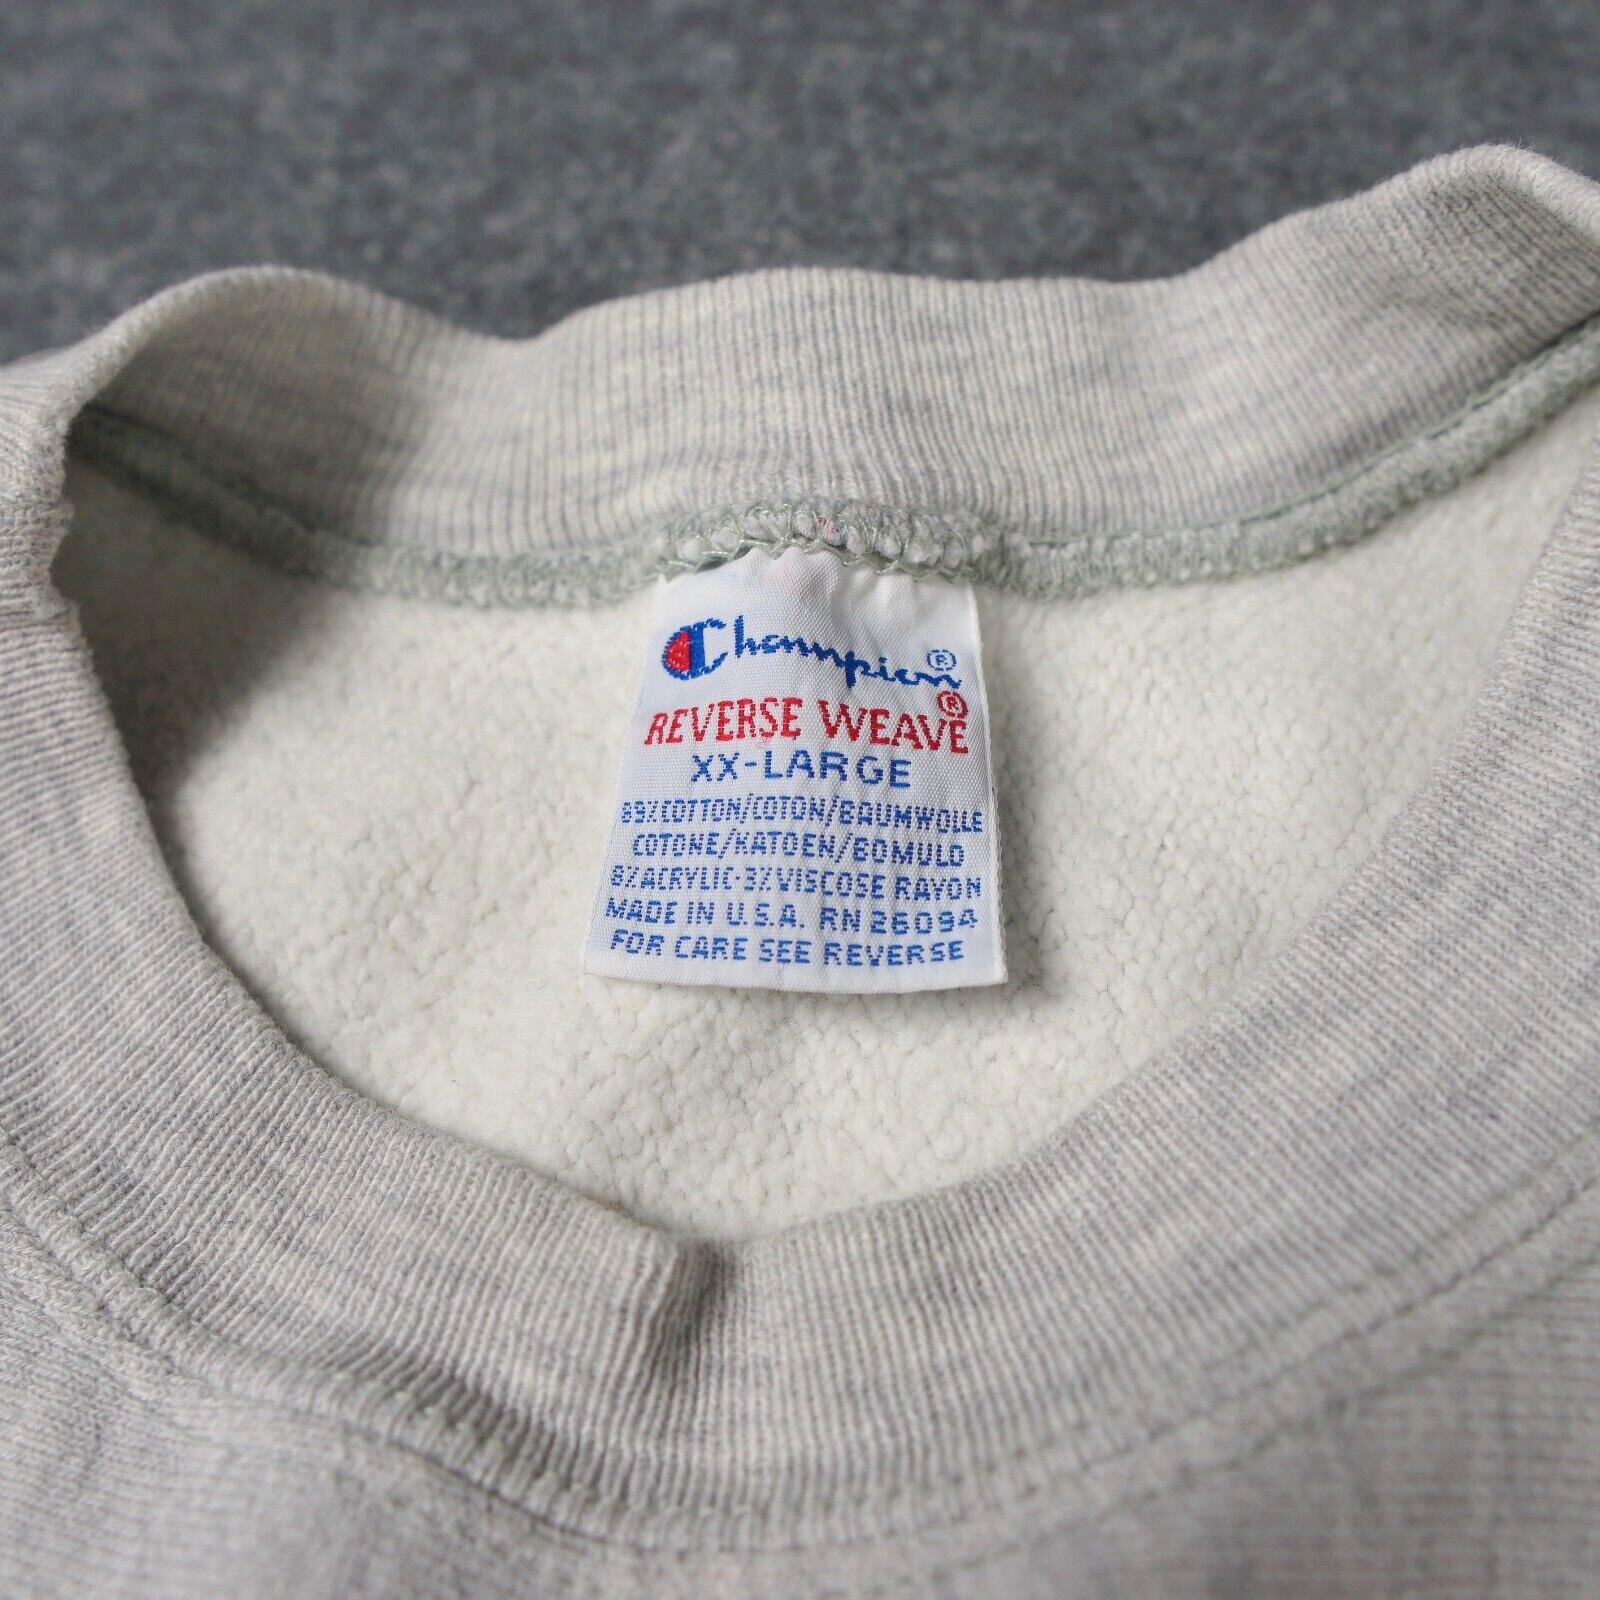 Champion®
REVERSE WEAVE®
XX-LARGE
89% COTTON/COTON/BAUMWOLLE
COTONE/KATOEN/BOMULD
8% ACRYLIC-3% VISCOSE RAYON
MADE IN U.S.A. RN 26094
FOR CARE SEE REVERSE